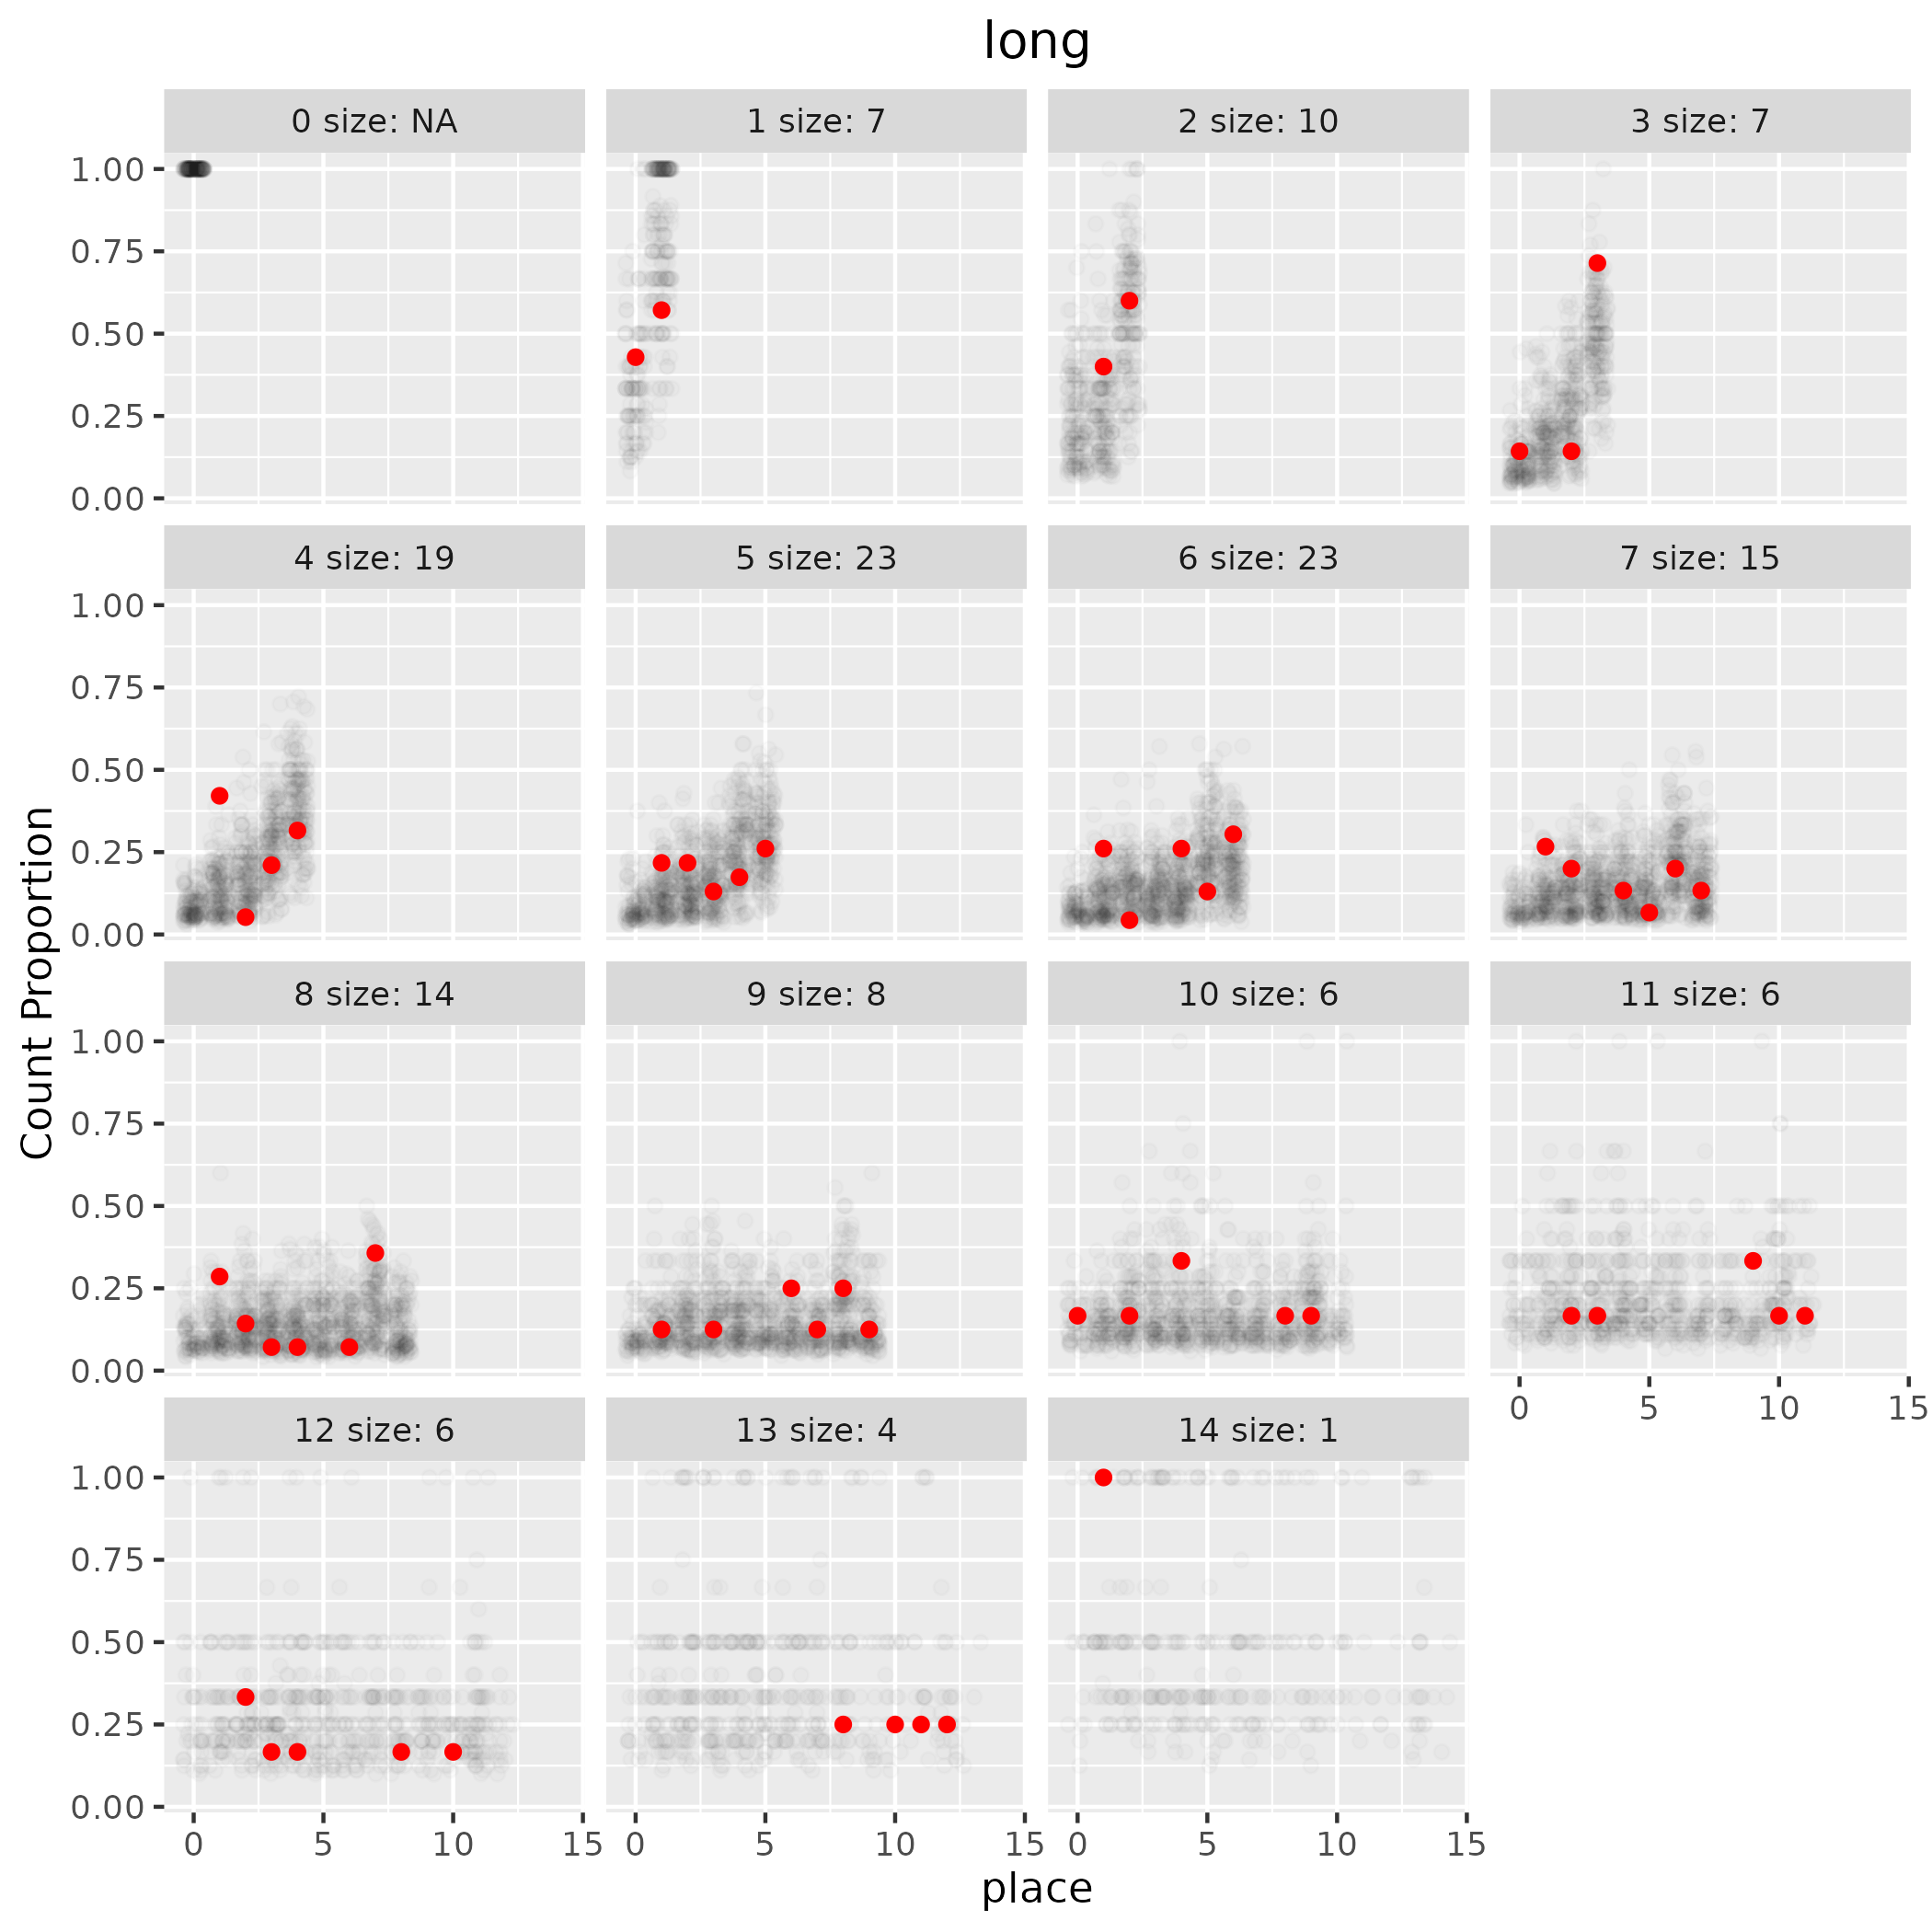 long
0 size: NA
1 size: 7
2 size: 10
3 size: 7
1.00
0.75
0.50
0.25
0.00
4 size: 19
5 size: 23
6 size: 23
7 size: 15
1.00
0.75
0.50
0.25
0.00
Count Proportion
8 size: 14
9 size: 8
10 size: 6
11 size: 6
1.00
0.75
0.50
0.25
0.00
0 5 10 15
12 size: 6
13 size: 4
14 size: 1
1.00
0.75
0.50
0.25
0.00
0 5 10 15
0 5 10 15
0 5 10 15
place